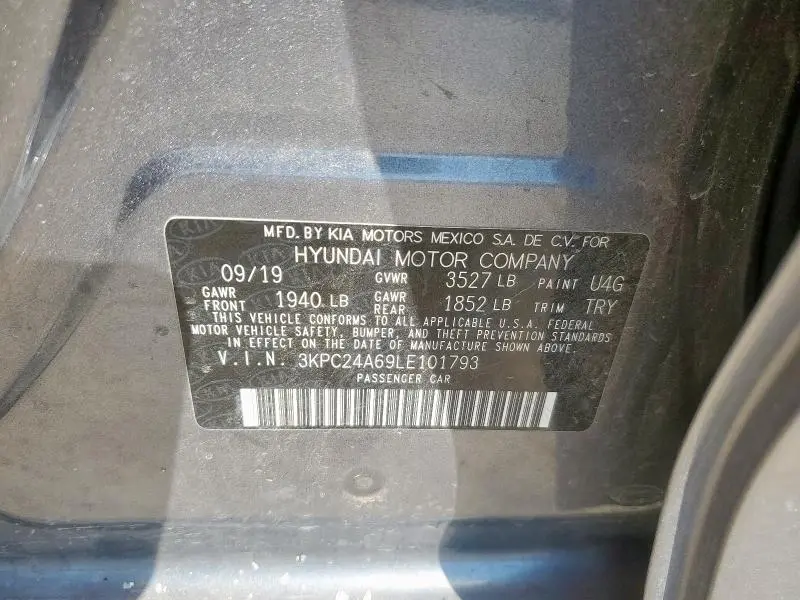 MFD. BY KIA MOTORS MEXICO S.A. DE C.V. FOR
HYUNDAI MOTOR COMPANY
09/19 GVWR 3527 LB PAINT U4G
GAWR FRONT 1940 LB GAWR REAR 1852 LB TRIM TRY
THIS VEHICLE CONFORMS TO ALL APPLICABLE U.S.A. FEDERAL
MOTOR VEHICLE SAFETY, BUMPER, AND THEFT PREVENTION STANDARDS
IN EFFECT ON THE DATE OF MANUFACTURE SHOWN ABOVE.
V.I.N. 3KPC24A69LE101793
PASSENGER CAR